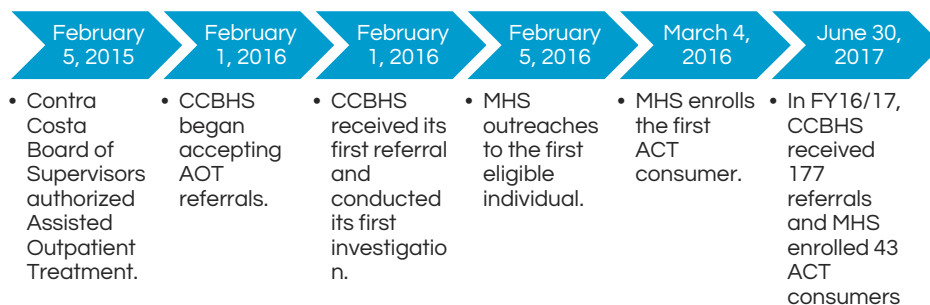 February
5, 2015
• Contra
Costa
Board of
Supervisors
authorized
Assisted
Outpatient
Treatment.
February
1, 2016
• CCBHS
began
accepting
AOT
referrals.
February
1, 2016
• CCBHS
received its
first referral
and
conducted
its first
investigatio
n.
February
5, 2016
• MHS
outreaches
to the first
eligible
individual.
March 4,
2016
• MHS enrolls
the first
ACT
consumer.
June 30,
2017
• In FY16/17,
CCBHS
received
177
referrals
and MHS
enrolled 43
ACT
consumers